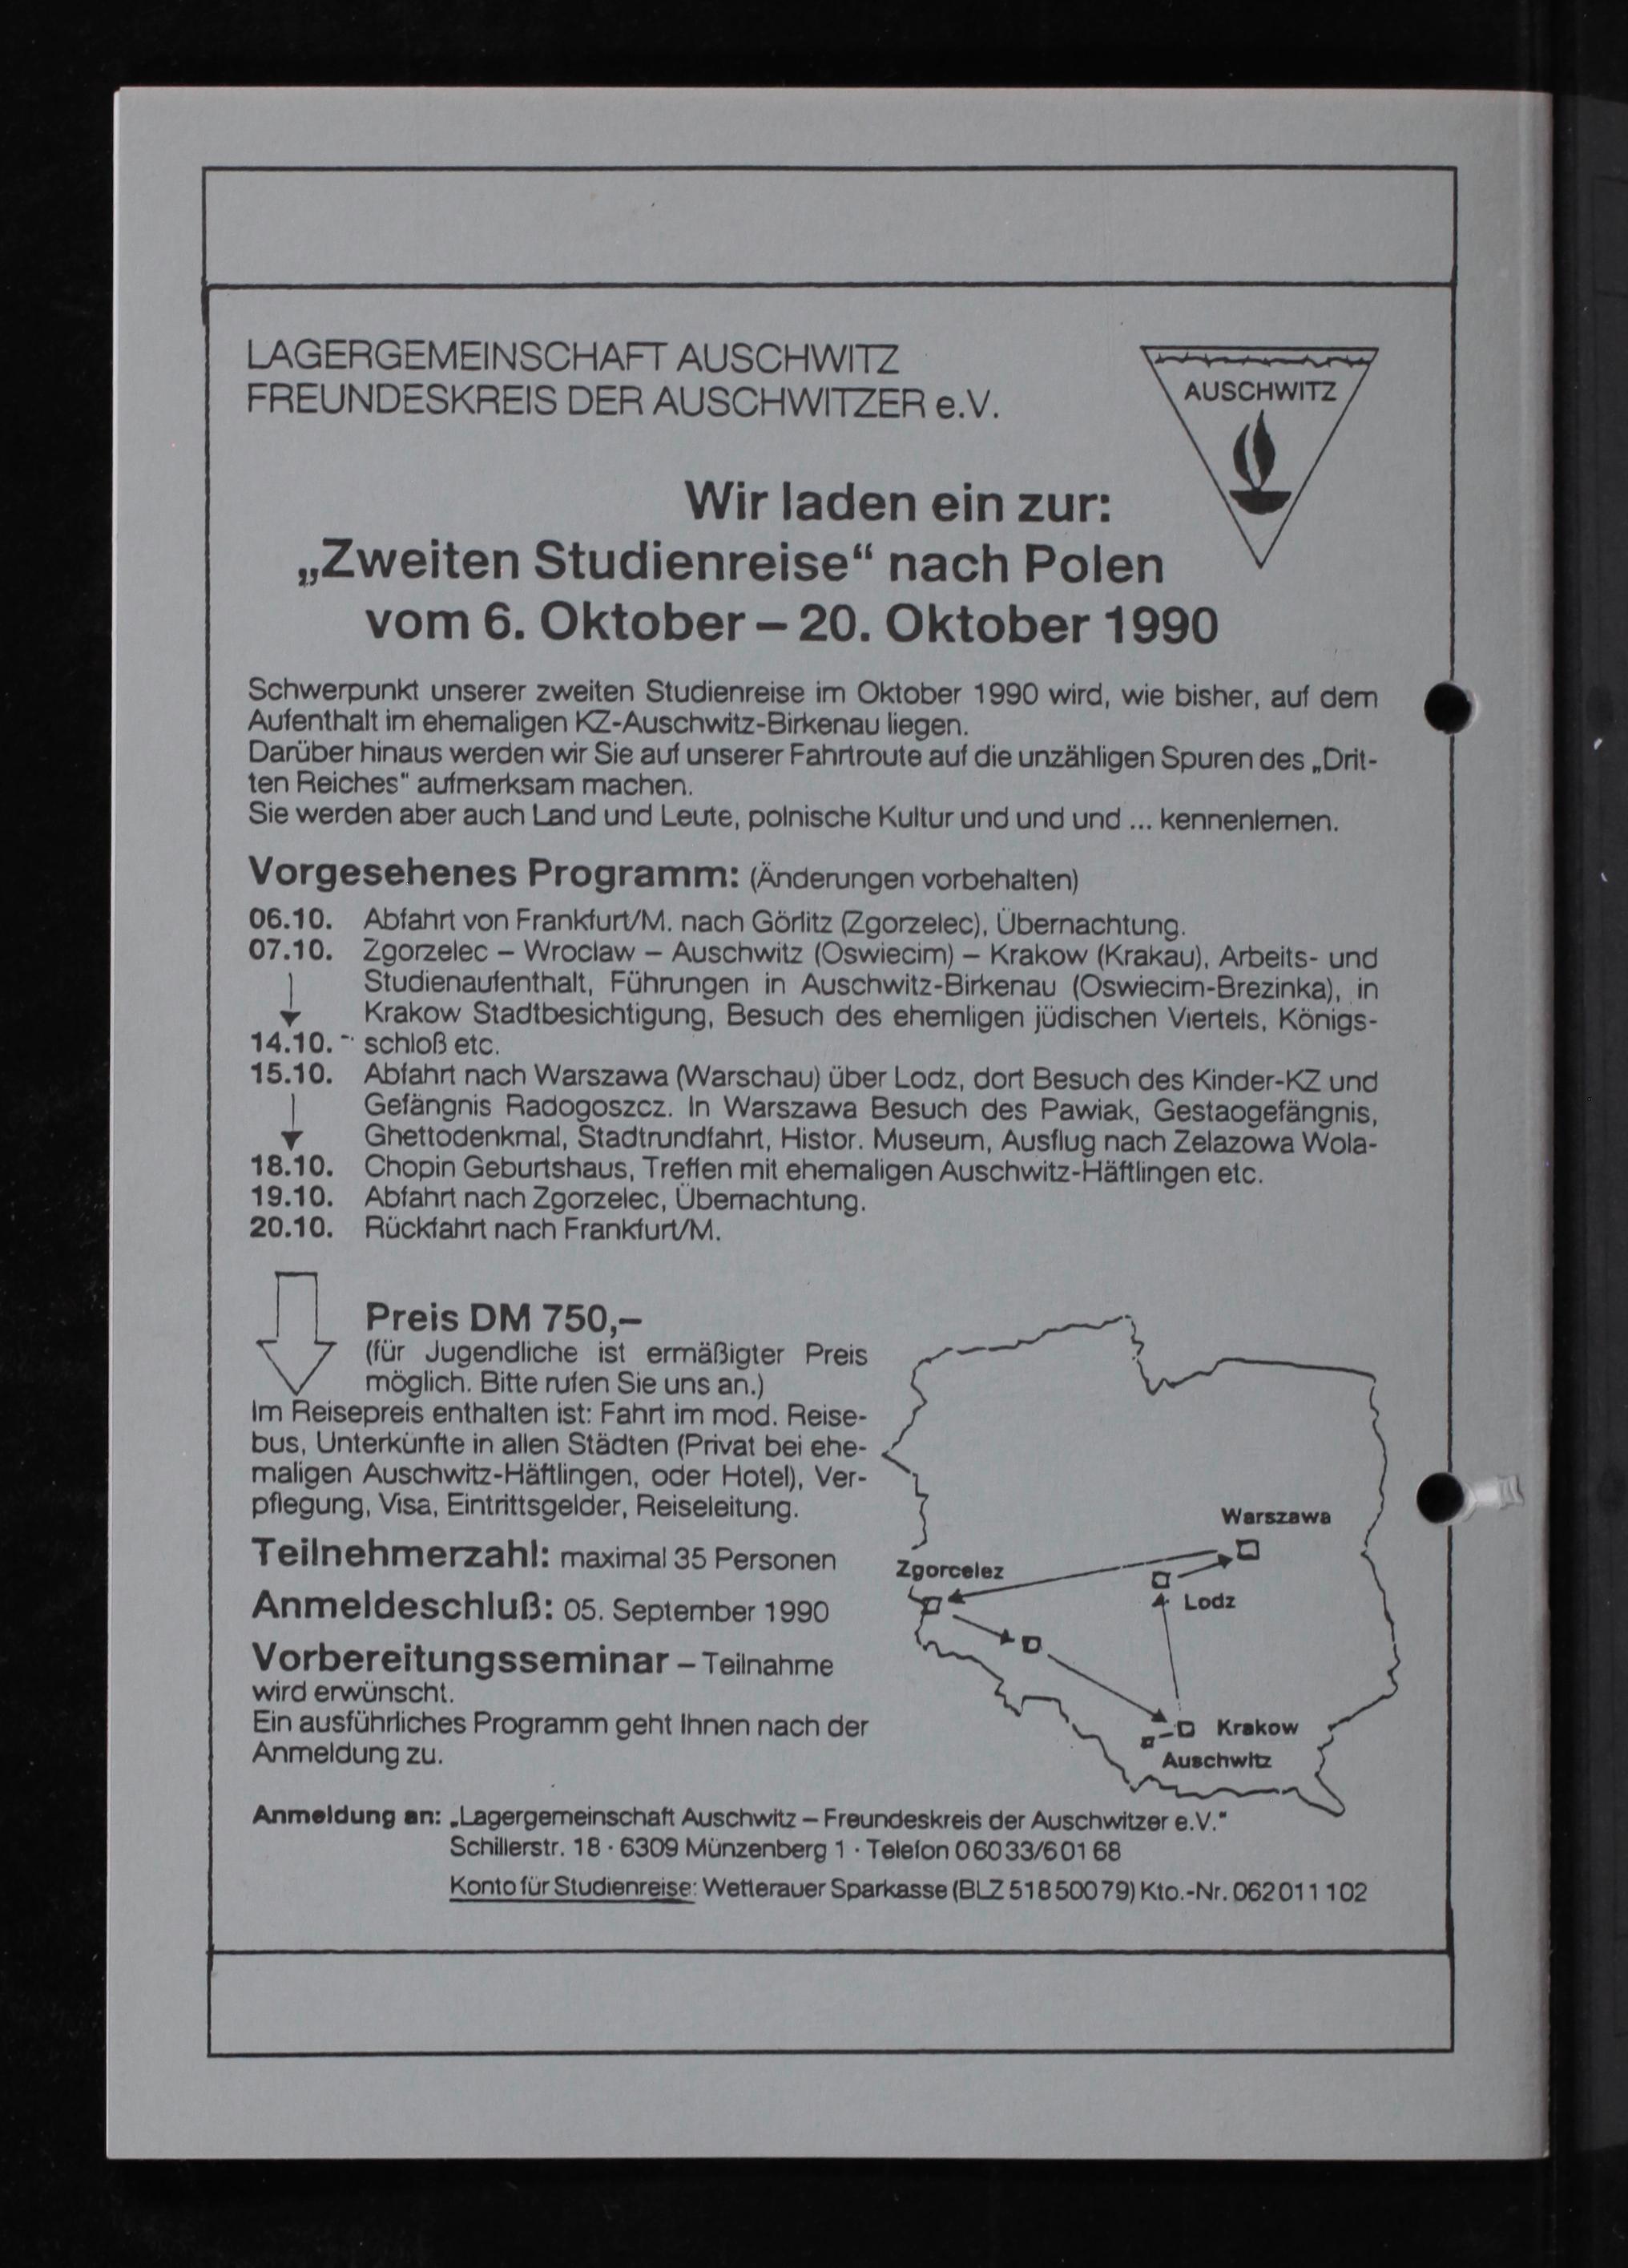 LAGERGEMEINSCHAFT AUSCHWITZ
FREUNDESKREIS DER AUSCHWITZER e.V.
AUSCHWITZ
Wir laden ein zur:
„Zweiten Studienreise“ nach Polen
vom 6. Oktober – 20. Oktober 1990
Schwerpunkt unserer zweiten Studienreise im Oktober 1990 wird, wie bisher, auf dem
Aufenthalt im ehemaligen KZ-Auschwitz-Birkenau liegen.
Darüber hinaus werden wir Sie auf unserer Fahrtroute auf die unzähligen Spuren des „Drit-
ten Reiches“ aufmerksam machen.
Sie werden aber auch Land und Leute, polnische Kultur und und und ... kennenlernen.
Vorgesehenes Programm: (Änderungen vorbehalten)
06.10. Abfahrt von Frankfurt/M. nach Görlitz (Zgorzelec), Übernachtung.
07.10. Zgorzelec – Wroclaw – Auschwitz (Oswiecim) – Krakow (Krakau), Arbeits- und
Studienaufenthalt, Führungen in Auschwitz-Birkenau (Oswiecim-Brezinka), in
Krakow Stadtbesichtigung, Besuch des ehemligen jüdischen Viertels, Königs-
14.10. schloß etc.
15.10. Abfahrt nach Warszawa (Warschau) über Lodz, dort Besuch des Kinder-KZ und
Gefängnis Radogoszcz. In Warszawa Besuch des Pawiak, Gestaogefängnis,
Ghettodenkmal, Stadtrundfahrt, Histor. Museum, Ausflug nach Zelazowa Wola-
18.10. Chopin Geburtshaus, Treffen mit ehemaligen Auschwitz-Häftlingen etc.
19.10. Abfahrt nach Zgorzelec, Übernachtung.
20.10. Rückfahrt nach Frankfurt/M.
Preis DM 750,–
(für Jugendliche ist ermäßigter Preis
möglich. Bitte rufen Sie uns an.)
Im Reisepreis enthalten ist: Fahrt im mod. Reise-
bus, Unterkünfte in allen Städten (Privat bei ehe-
maligen Auschwitz-Häftlingen, oder Hotel), Ver-
pflegung, Visa, Eintrittsgelder, Reiseleitung.
Teilnehmerzahl: maximal 35 Personen
Anmeldeschluß: 05. September 1990
Vorbereitungsseminar – Teilnahme
wird erwünscht.
Ein ausführliches Programm geht Ihnen nach der
Anmeldung zu.
Warszawa
Zgorcelez
Lodz
Krakow
Auschwitz
Anmeldung an: „Lagergemeinschaft Auschwitz – Freundeskreis der Auschwitzer e.V.“
Schillerstr. 18 · 6309 Münzenberg 1 · Telefon 06033/60168
Konto für Studienreise: Wetterauer Sparkasse (BLZ 51850079) Kto.-Nr. 062011102